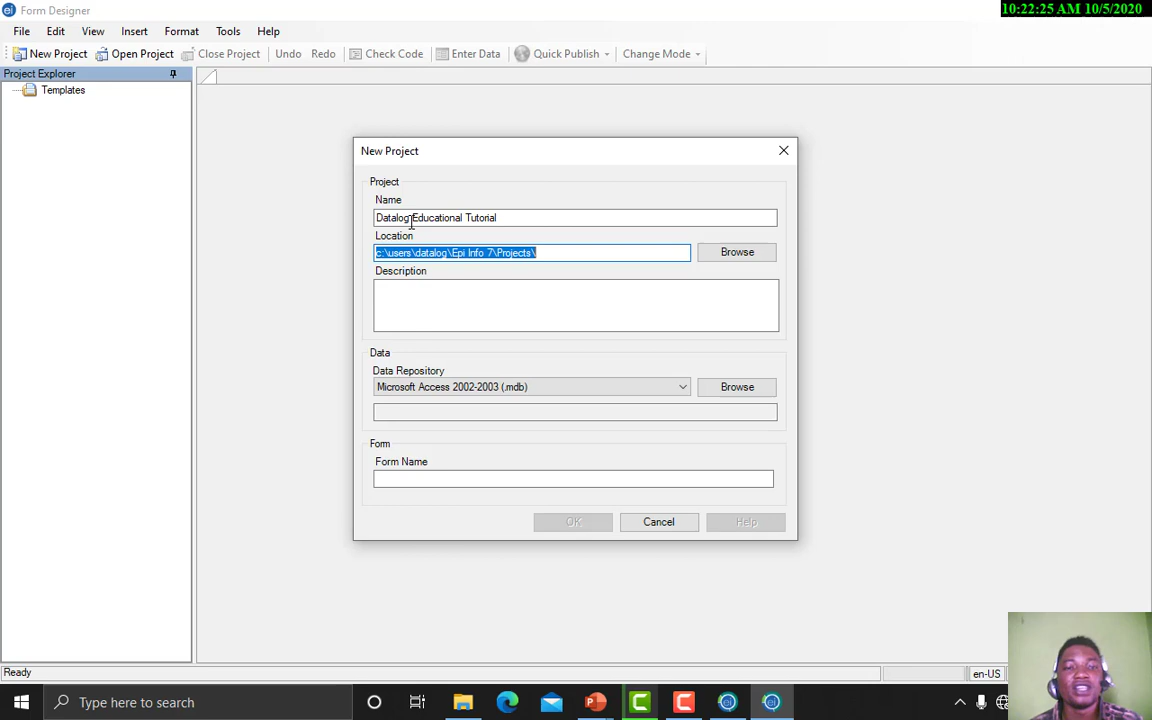 Form Designer
10:22:25 AM 10/5/2020
File Edit View Insert Format Tools Help
New Project Open Project Close Project Undo Redo Check Code Enter Data Quick Publish Change Mode
Project Explorer
Templates
New Project
Project
Name
Datalog Educational Tutorial
Location
c:\users\datalog\Epi Info 7\Projects\
Browse
Description
Data
Data Repository
Microsoft Access 2002-2003 (.mdb)
Browse
Form
Form Name
OK Cancel Help
Ready
en-US
Type here to search